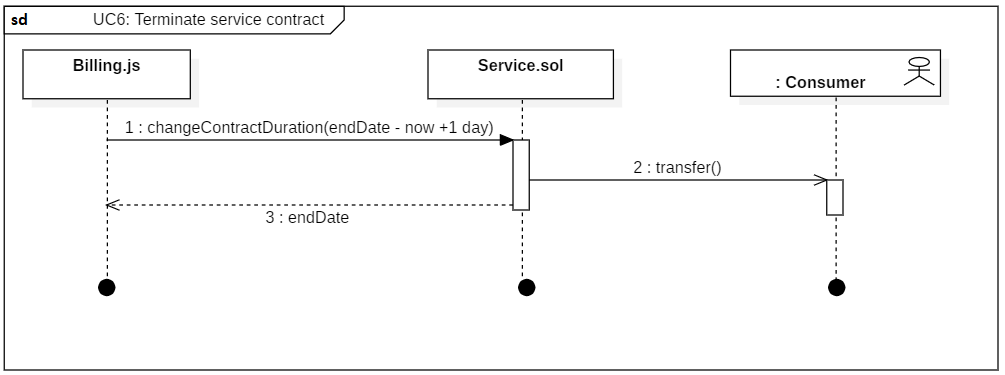 sd
UC6: Terminate service contract
Billing.js
Service.sol
: Consumer
1 : changeContractDuration(endDate - now +1 day)
2 : transfer()
3 : endDate